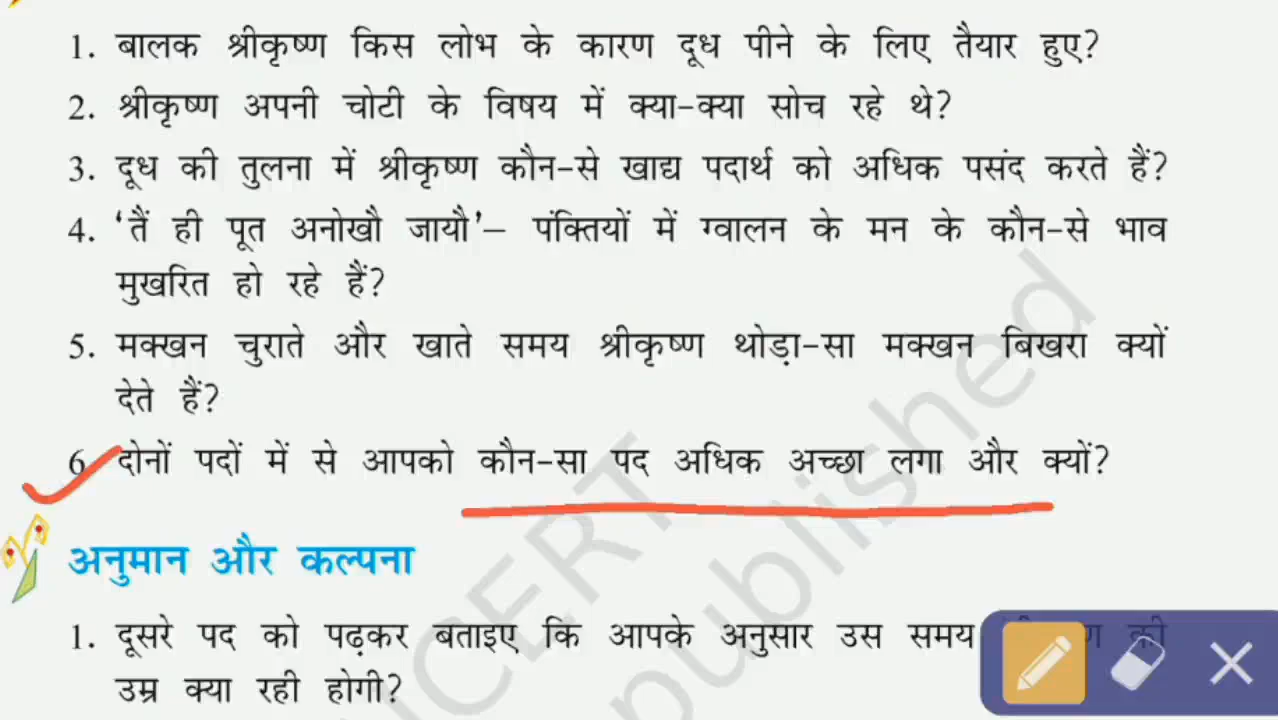 1. बालक श्रीकृष्ण किस लोभ के कारण दूध पीने के लिए तैयार हुए?
2. श्रीकृष्ण अपनी चोटी के विषय में क्या-क्या सोच रहे थे?
3. दूध की तुलना में श्रीकृष्ण कौन-से खाद्य पदार्थ को अधिक पसंद करते हैं?
4. ‘तैं ही पूत अनोखौ जायौ’– पंक्तियों में ग्वालन के मन के कौन-से भाव
मुखरित हो रहे हैं?
5. मक्खन चुराते और खाते समय श्रीकृष्ण थोड़ा-सा मक्खन बिखरा क्यों
देते हैं?
6. दोनों पदों में से आपको कौन-सा पद अधिक अच्छा लगा और क्यों?
अनुमान और कल्पना
1. दूसरे पद को पढ़कर बताइए कि आपके अनुसार उस समय की
उम्र क्या रही होगी?
NCERT
published